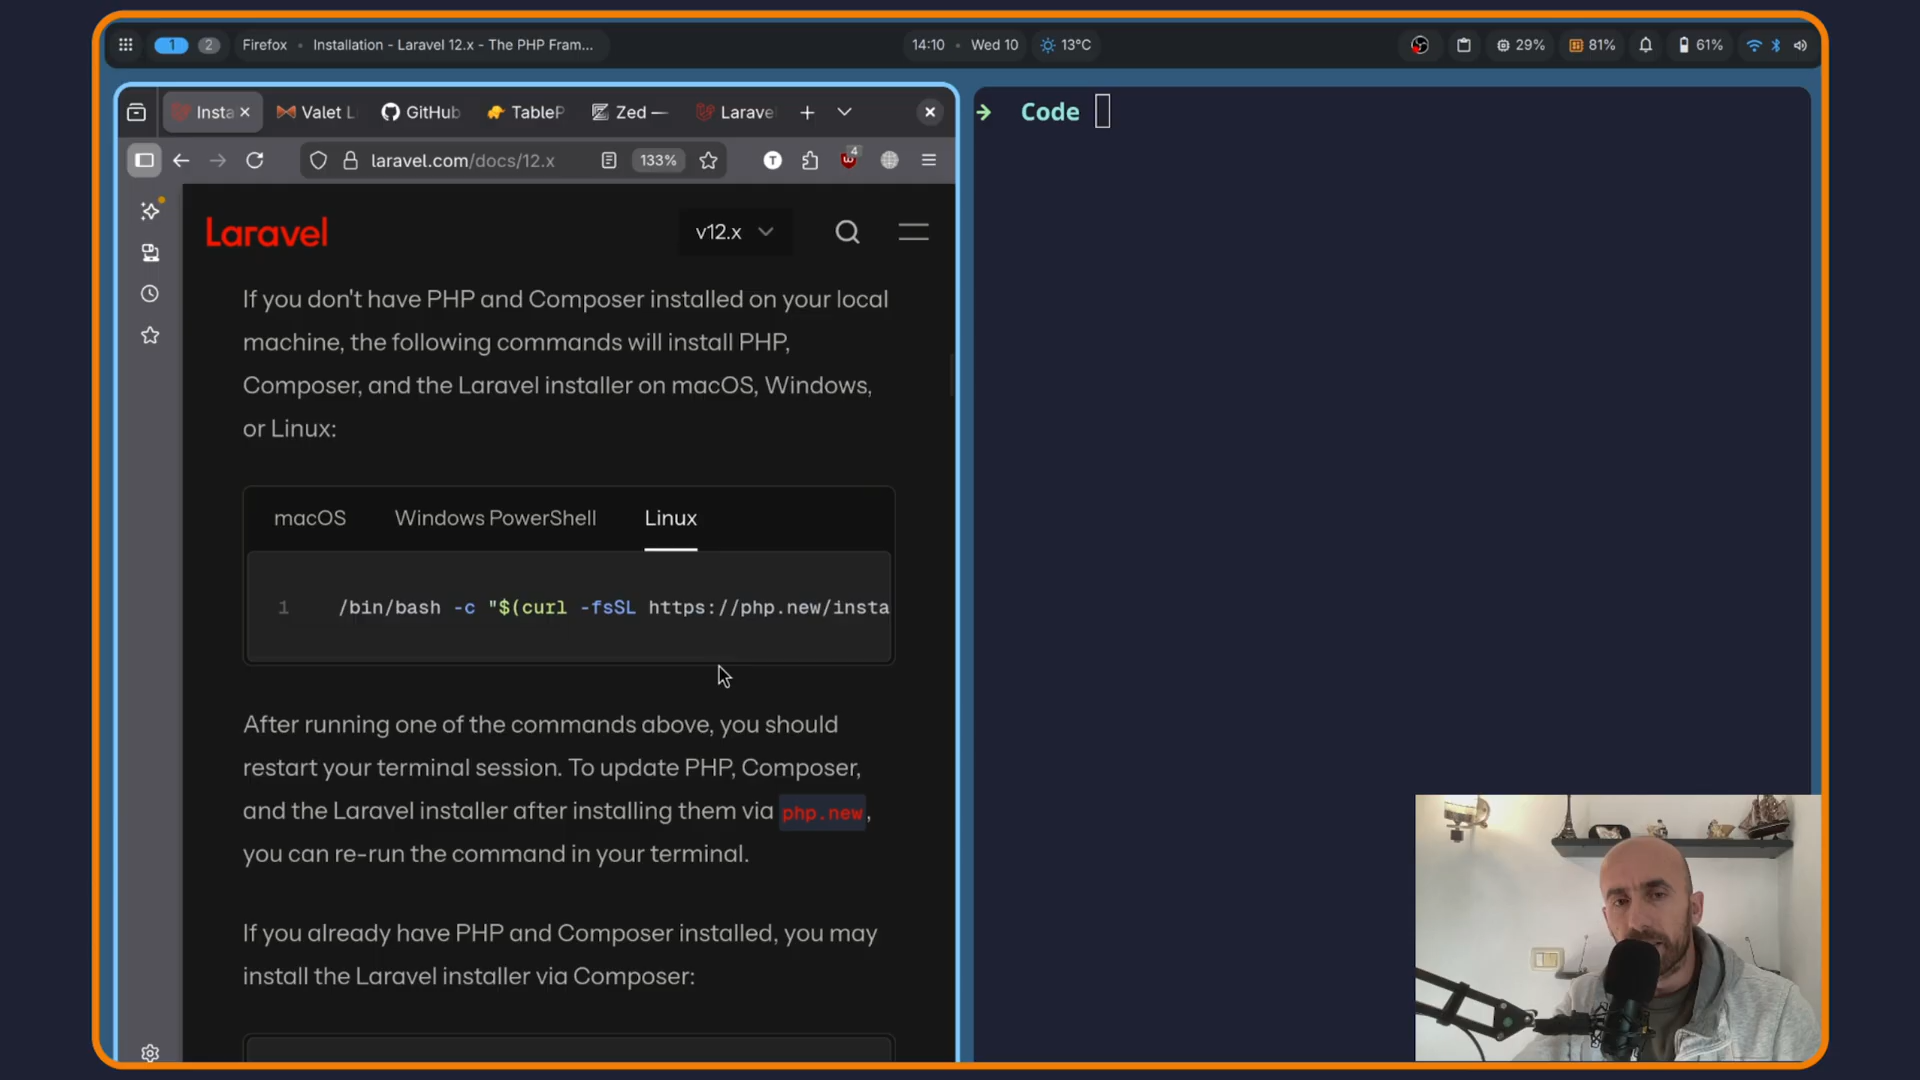 1
2
Firefox • Installation - Laravel 12.x - The PHP Fram...
14:10 • Wed 10
13°C
29%
81%
61%
Insta
Valet L
GitHub
TableP
Zed —
Larave
laravel.com/docs/12.x
133%
T
4
Laravel
v12.x
If you don't have PHP and Composer installed on your local
machine, the following commands will install PHP,
Composer, and the Laravel installer on macOS, Windows,
or Linux:
macOS
Windows PowerShell
Linux
1 /bin/bash -c "$(curl -fsSL https://php.new/insta
After running one of the commands above, you should
restart your terminal session. To update PHP, Composer,
and the Laravel installer after installing them via php.new,
you can re-run the command in your terminal.
If you already have PHP and Composer installed, you may
install the Laravel installer via Composer:
→ Code